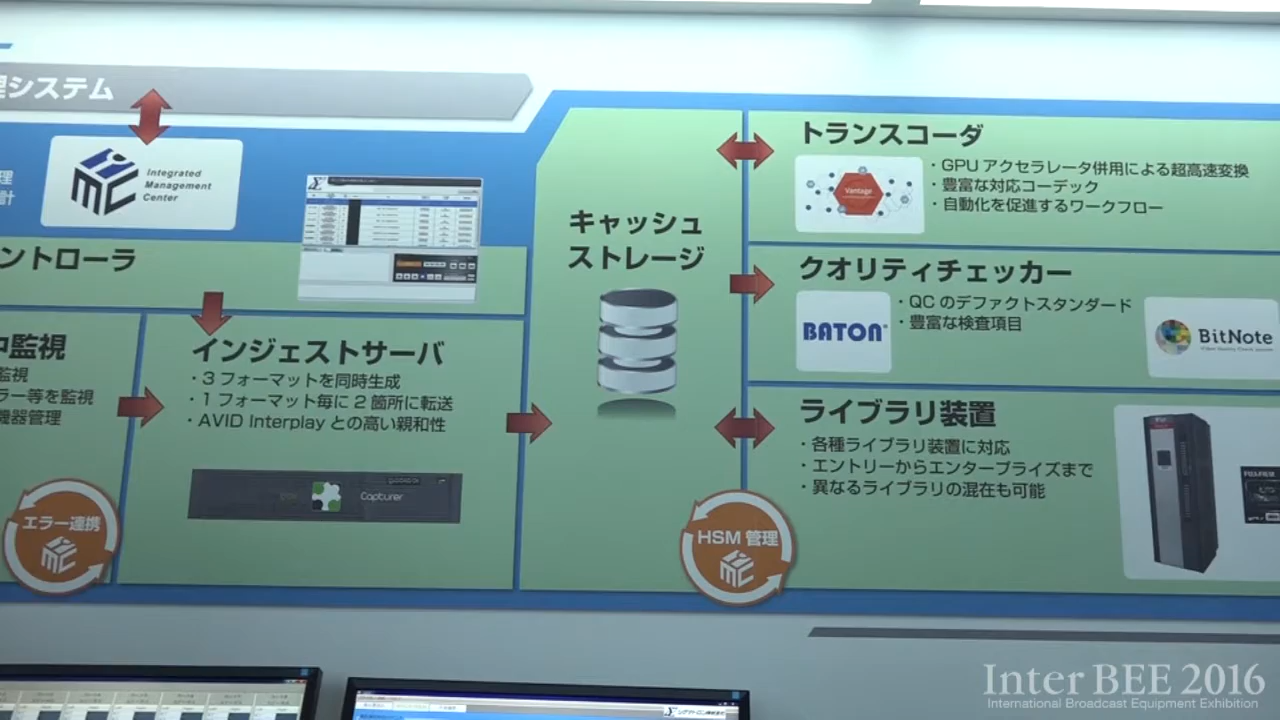 理システム
Integrated
Management
Center
理
計
ントローラ
中監視
監視
ラー等を監視
機器管理
エラー連携
インジェストサーバ
・3 フォーマットを同時生成
・1 フォーマット毎に 2 箇所に転送
・AVID Interplay との高い親和性
Capturer
キャッシュ
ストレージ
HSM 管理
トランスコーダ
Vantage
・GPU アクセラレータ併用による超高速変換
・豊富な対応コーデック
・自動化を促進するワークフロー
クオリティチェッカー
BATON
・QC のデファクトスタンダード
・豊富な検査項目
BitNote
ライブラリ装置
・各種ライブラリ装置に対応
・エントリーからエンタープライズまで
・異なるライブラリの混在も可能
Inter BEE 2016
International Broadcast Equipment Exhibition